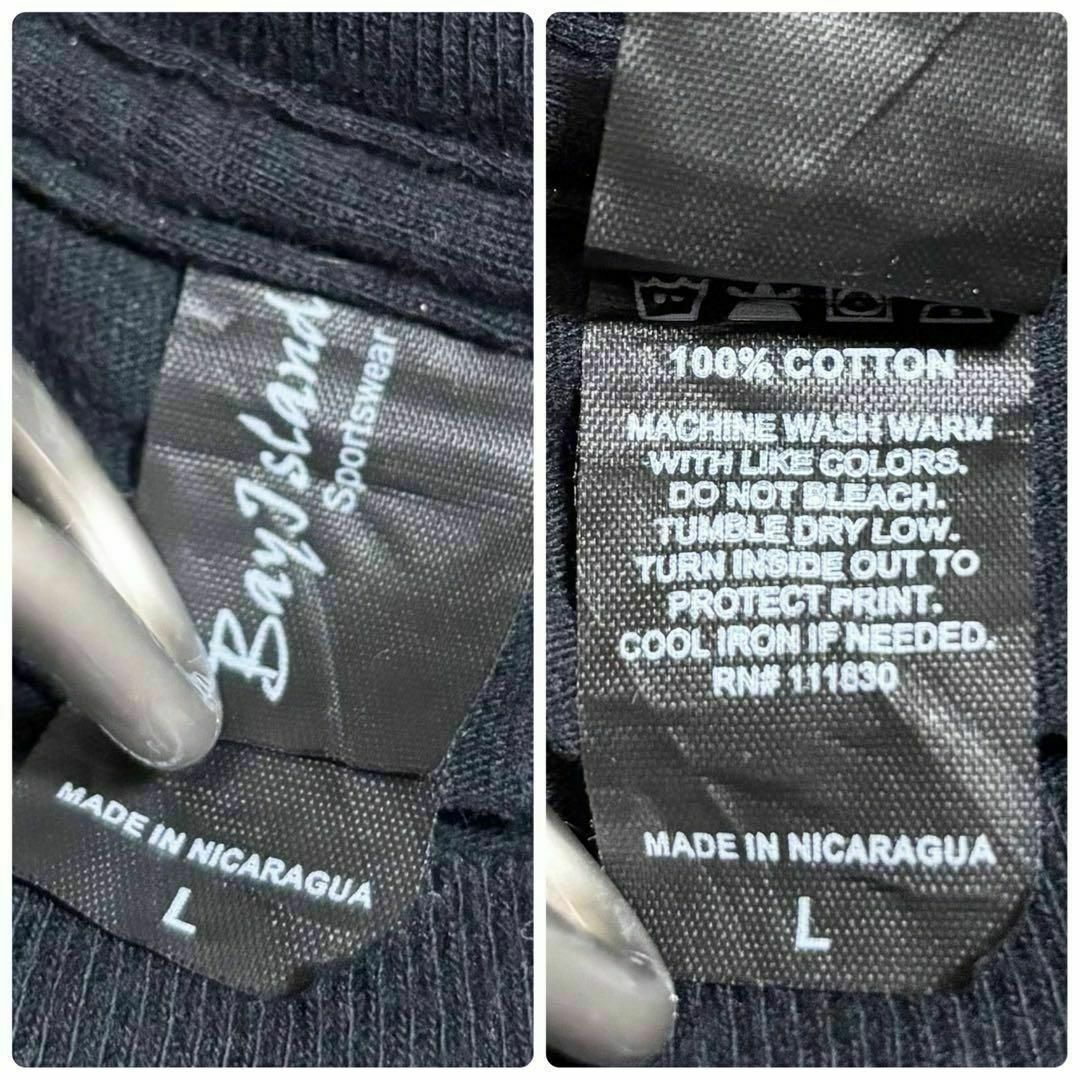 BayIsland
Sportswear
MADE IN NICARAGUA
L
100% COTTON
MACHINE WASH WARM
WITH LIKE COLORS.
DO NOT BLEACH.
TUMBLE DRY LOW.
TURN INSIDE OUT TO
PROTECT PRINT.
COOL IRON IF NEEDED.
RN# 111830
MADE IN NICARAGUA
L